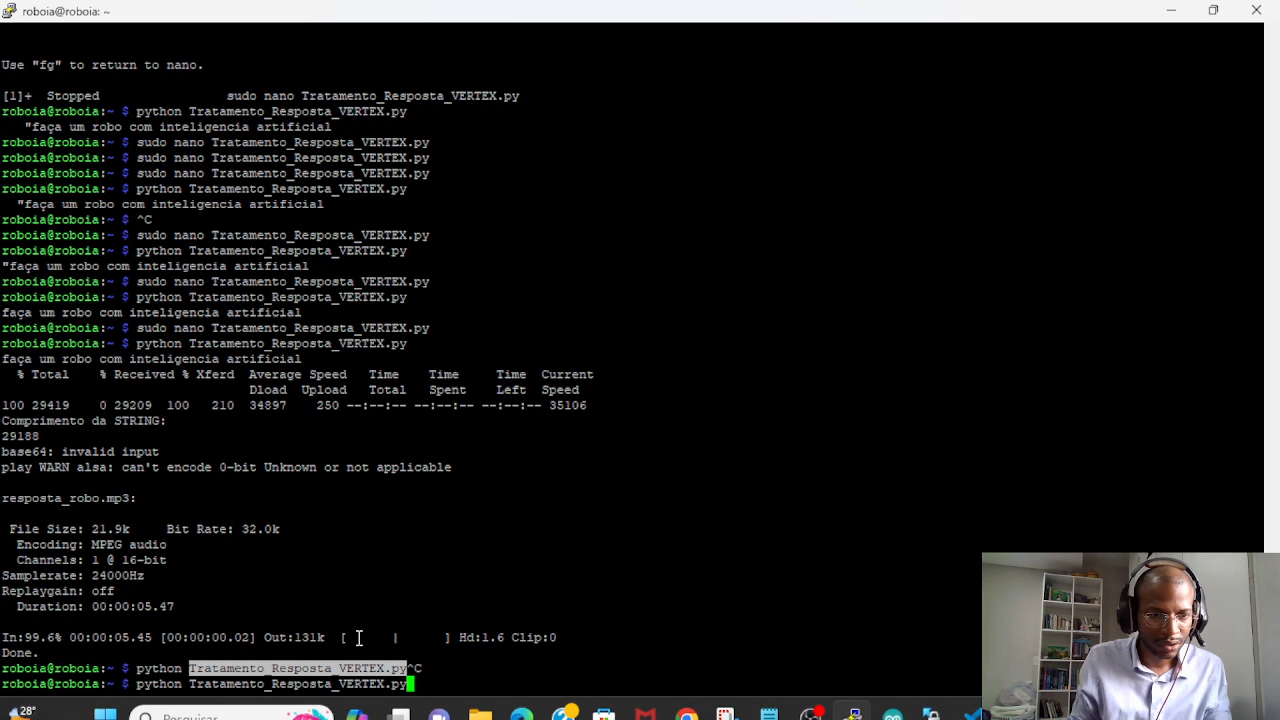 roboia@roboia: ~
Use "fg" to return to nano.
[1]+  Stopped                 sudo nano Tratamento_Resposta_VERTEX.py
roboia@roboia:~ $ python Tratamento_Resposta_VERTEX.py
   "faça um robo com inteligencia artificial
roboia@roboia:~ $ sudo nano Tratamento_Resposta_VERTEX.py
roboia@roboia:~ $ sudo nano Tratamento_Resposta_VERTEX.py
roboia@roboia:~ $ sudo nano Tratamento_Resposta_VERTEX.py
roboia@roboia:~ $ python Tratamento_Resposta_VERTEX.py
  "faça um robo com inteligencia artificial
roboia@roboia:~ $ ^C
roboia@roboia:~ $ sudo nano Tratamento_Resposta_VERTEX.py
roboia@roboia:~ $ python Tratamento_Resposta_VERTEX.py
"faça um robo com inteligencia artificial
roboia@roboia:~ $ sudo nano Tratamento_Resposta_VERTEX.py
roboia@roboia:~ $ python Tratamento_Resposta_VERTEX.py
faça um robo com inteligencia artificial
roboia@roboia:~ $ sudo nano Tratamento_Resposta_VERTEX.py
roboia@roboia:~ $ python Tratamento_Resposta_VERTEX.py
faça um robo com inteligencia artificial
  % Total    % Received % Xferd  Average Speed   Time    Time     Time  Current
                                 Dload  Upload   Total   Spent    Left  Speed
100 29419    0 29209  100   210  34897    250 --:--:-- --:--:-- --:--:-- 35106
Comprimento da STRING:
29188
base64: invalid input
play WARN alsa: can't encode 0-bit Unknown or not applicable
resposta_robo.mp3:
 File Size: 21.9k     Bit Rate: 32.0k
  Encoding: MPEG audio
  Channels: 1 @ 16-bit
Samplerate: 24000Hz
Replaygain: off
  Duration: 00:00:05.47
In:99.6% 00:00:05.45 [00:00:00.02] Out:131k  [      |      ] Hd:1.6 Clip:0
Done.
roboia@roboia:~ $ python Tratamento_Resposta_VERTEX.py^C
roboia@roboia:~ $ python Tratamento_Resposta_VERTEX.py
28°
Pesquisar